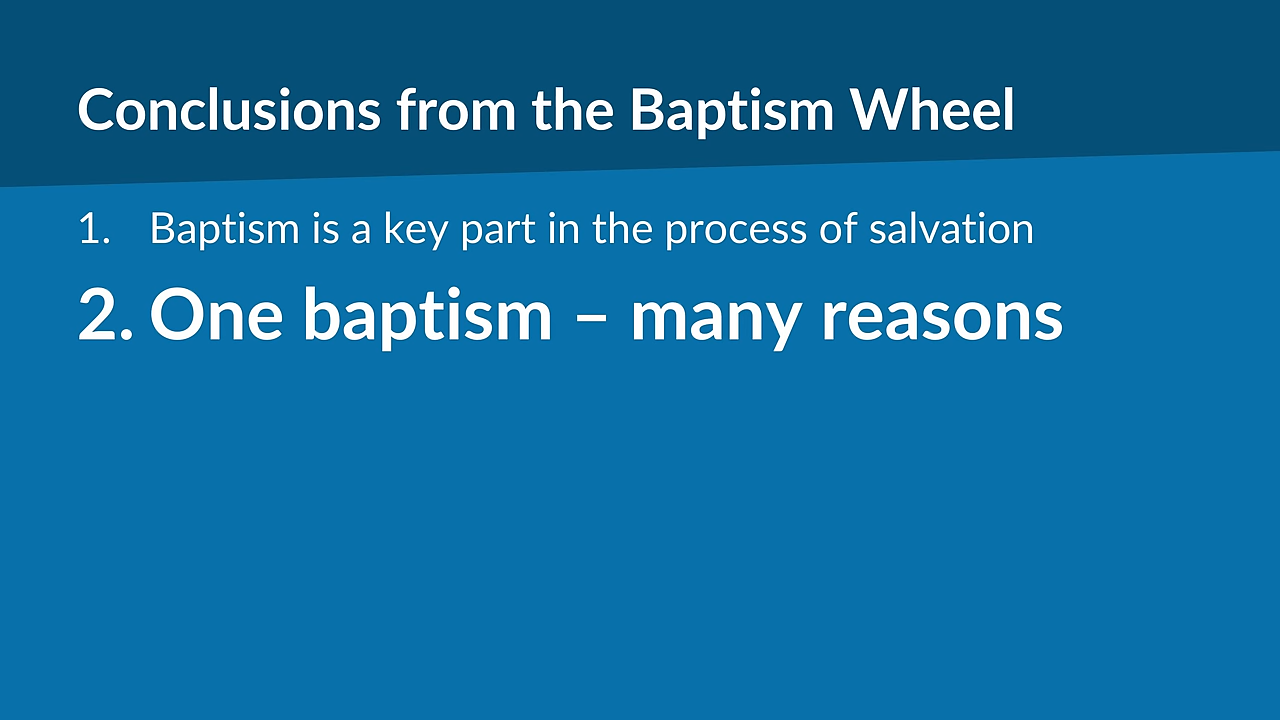 Conclusions from the Baptism Wheel
1. Baptism is a key part in the process of salvation
2. One baptism – many reasons